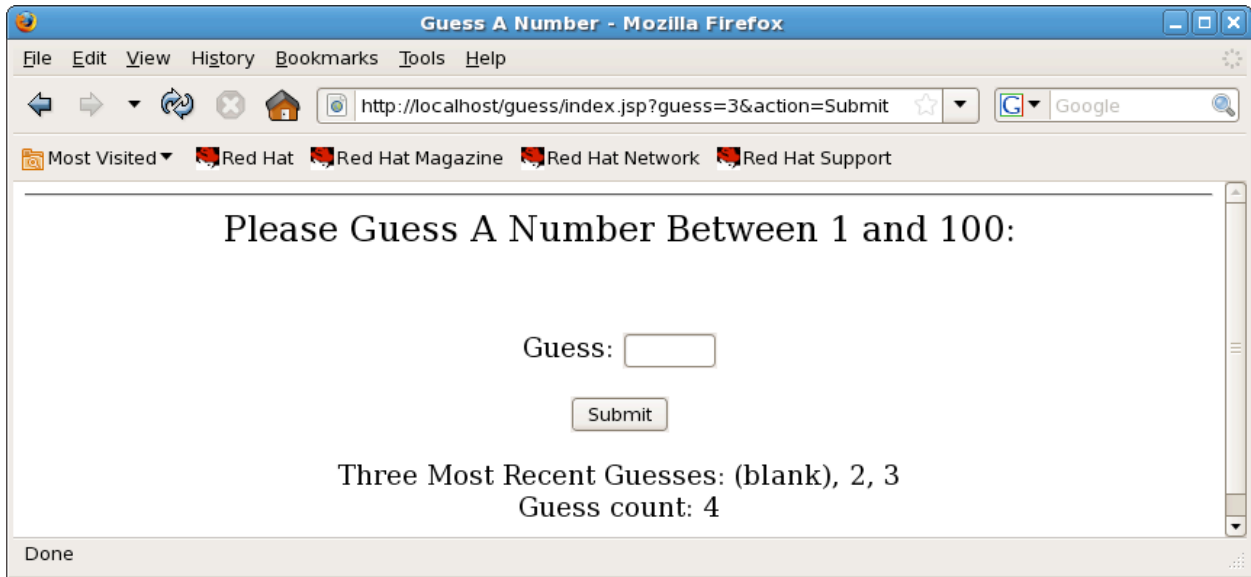 Guess A Number - Mozilla Firefox
File Edit View History Bookmarks Tools Help
http://localhost/guess/index.jsp?guess=3&action=Submit G Google
Most Visited Red Hat Red Hat Magazine Red Hat Network Red Hat Support
Please Guess A Number Between 1 and 100:
Guess:
Submit
Three Most Recent Guesses: (blank), 2, 3
Guess count: 4
Done